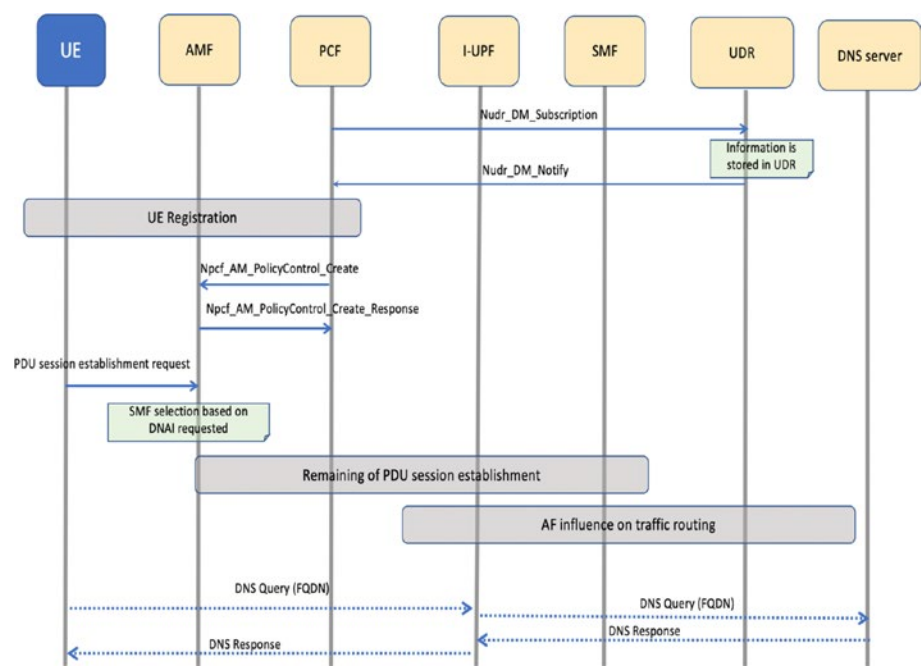 UE
AMF
PCF
I-UPF
SMF
UDR
DNS server
Nudr_DM_Subscription
Information is
stored in UDR
Nudr_DM_Notify
UE Registration
Npcf_AM_PolicyControl_Create
Npcf_AM_PolicyControl_Create_Response
PDU session establishment request
SMF selection based on
DNAI requested
Remaining of PDU session establishment
AF influence on traffic routing
DNS Query (FQDN)
DNS Query (FQDN)
DNS Response
DNS Response